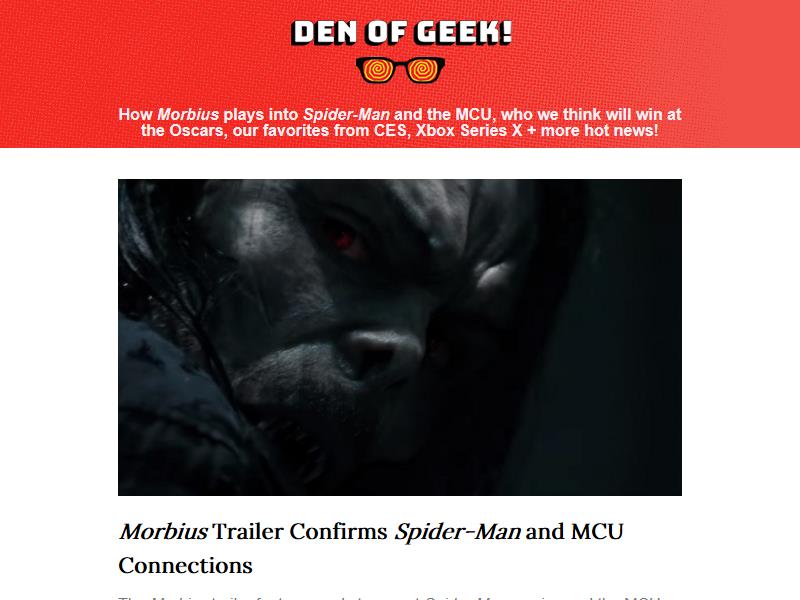 DEN OF GEEK!
How Morbius plays into Spider-Man and the MCU, who we think will win at
the Oscars, our favorites from CES, Xbox Series X + more hot news!
Morbius Trailer Confirms Spider-Man and MCU
Connections